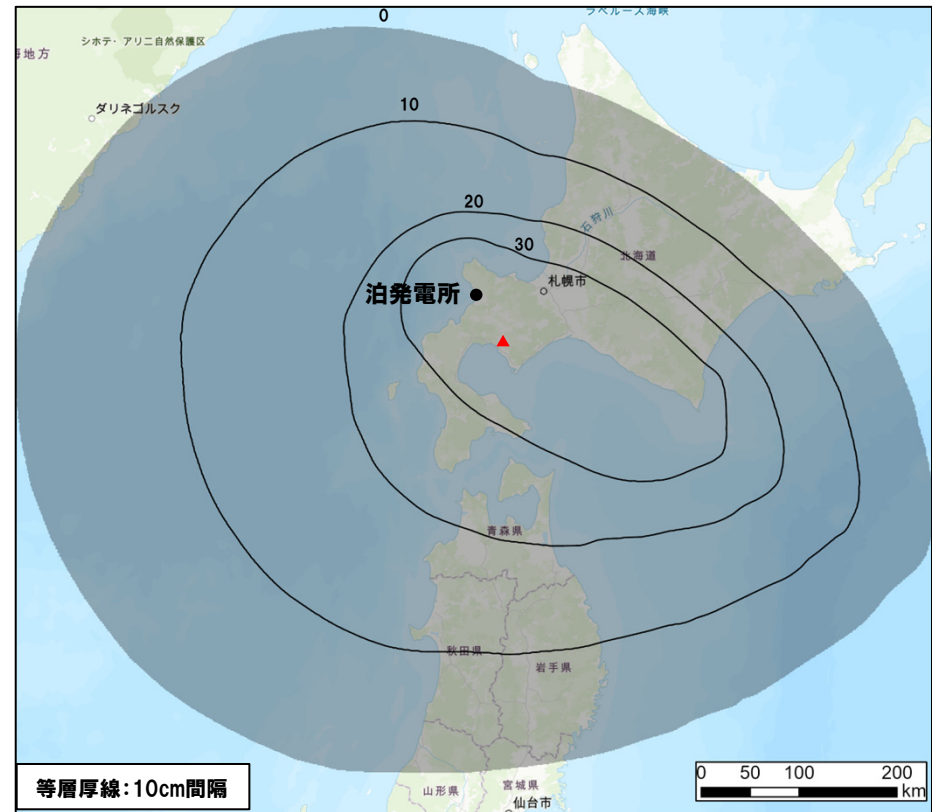 0
ラペルーズ海峡
シホテ・アリニ自然保護区
地方
ダリネゴルスク
10
20
石狩川
30
北海道
札幌市
泊発電所
青森県
秋田県
岩手県
0 50 100 200
km
等層厚線:10cm間隔
山形県
宮城県
仙台市